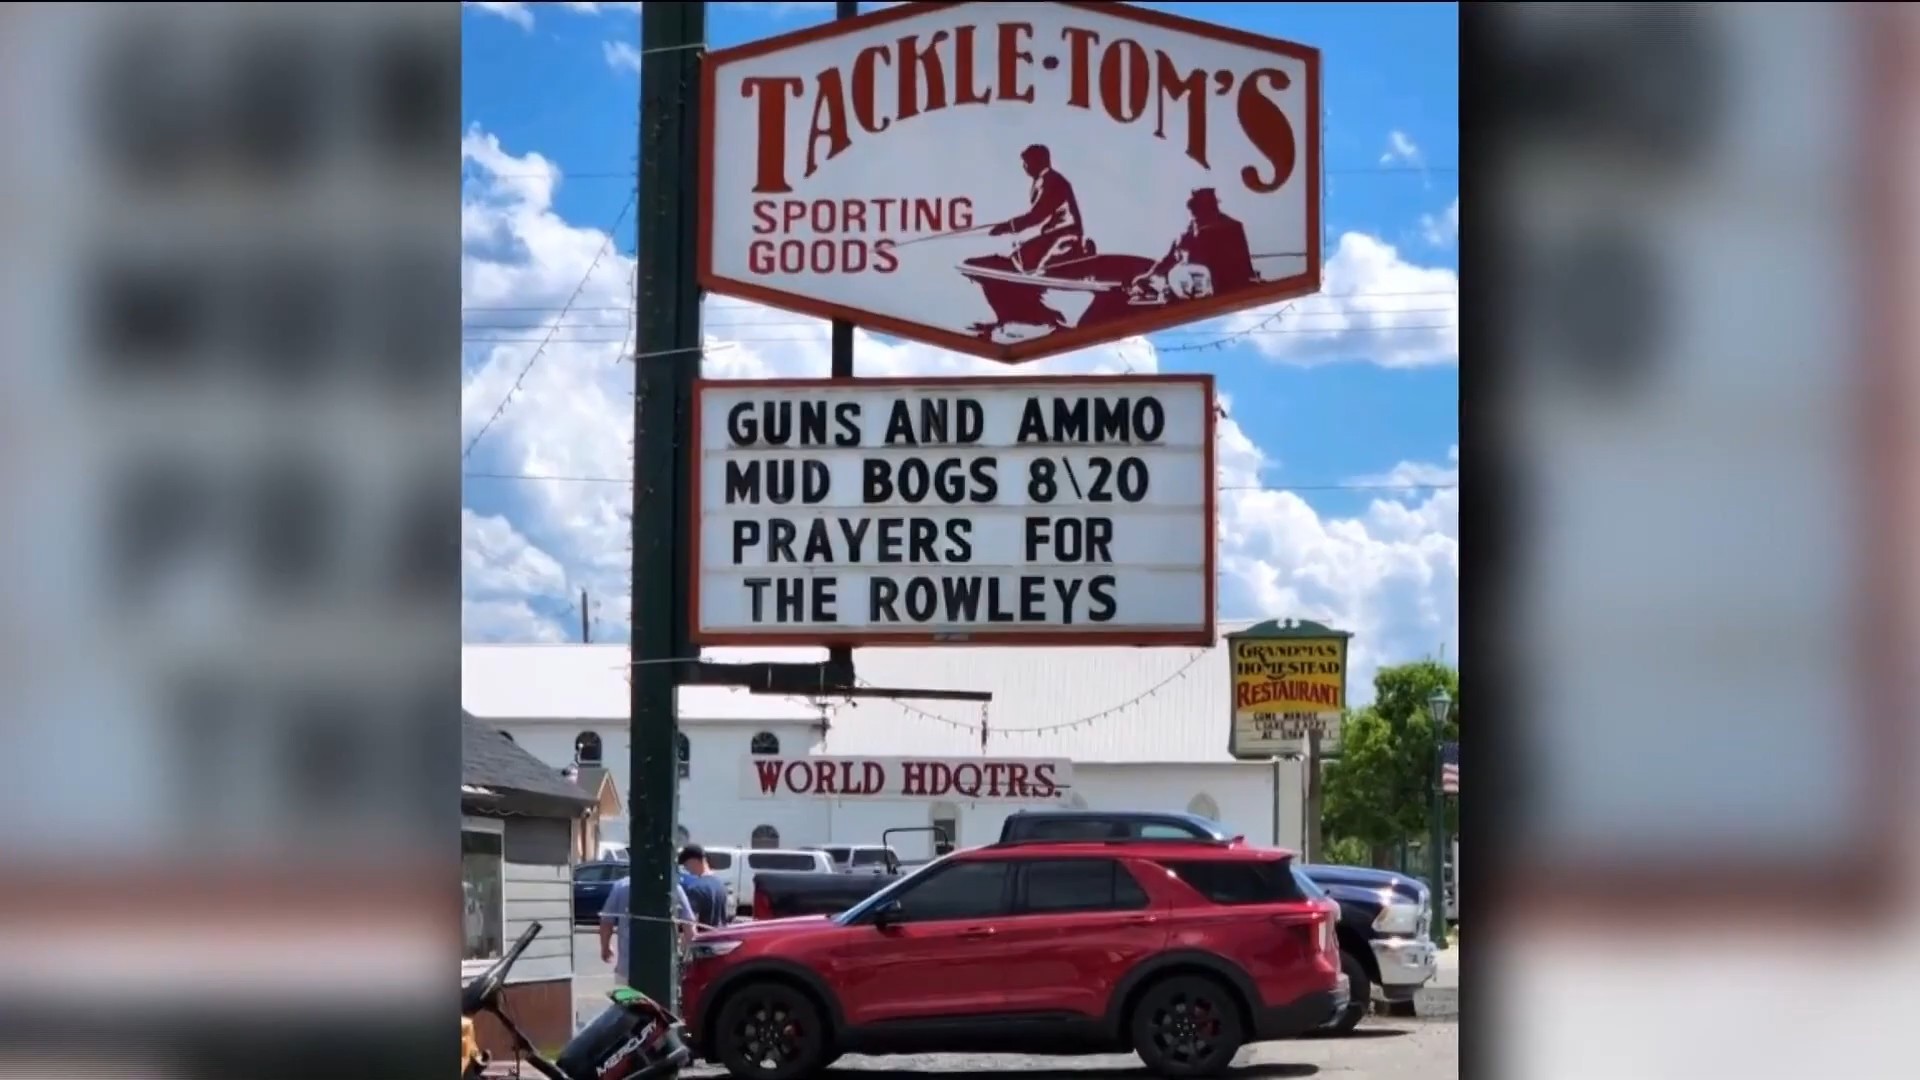 TACKLE-TOM'S
SPORTING
GOODS
GUNS AND AMMO
MUD BOGS 8\20
PRAYERS FOR
THE ROWLEYS
GRANDMA'S
HOMESTEAD
RESTAURANT
WORLD HDQTRS.
MERCURY